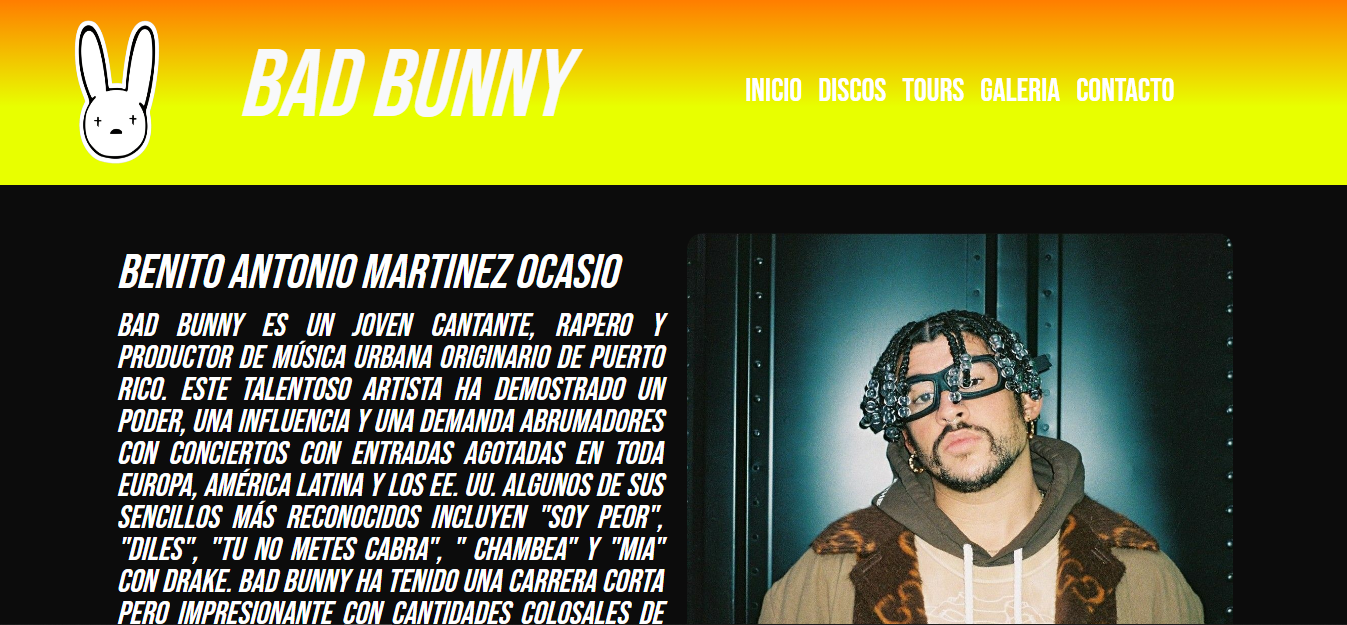 BAD BUNNY
INICIO DISCOS TOURS GALERIA CONTACTO
BENITO ANTONIO MARTINEZ OCASIO
BAD BUNNY ES UN JOVEN CANTANTE, RAPERO Y
PRODUCTOR DE MÚSICA URBANA ORIGINARIO DE PUERTO
RICO. ESTE TALENTOSO ARTISTA HA DEMOSTRADO UN
PODER, UNA INFLUENCIA Y UNA DEMANDA ABRUMADORES
CON CONCIERTOS CON ENTRADAS AGOTADAS EN TODA
EUROPA, AMÉRICA LATINA Y LOS EE. UU. ALGUNOS DE SUS
SENCILLOS MÁS RECONOCIDOS INCLUYEN "SOY PEOR",
"DILES", "TU NO METES CABRA", " CHAMBEA" Y "MIA"
CON DRAKE. BAD BUNNY HA TENIDO UNA CARRERA CORTA
PERO IMPRESIONANTE CON CANTIDADES COLOSALES DE